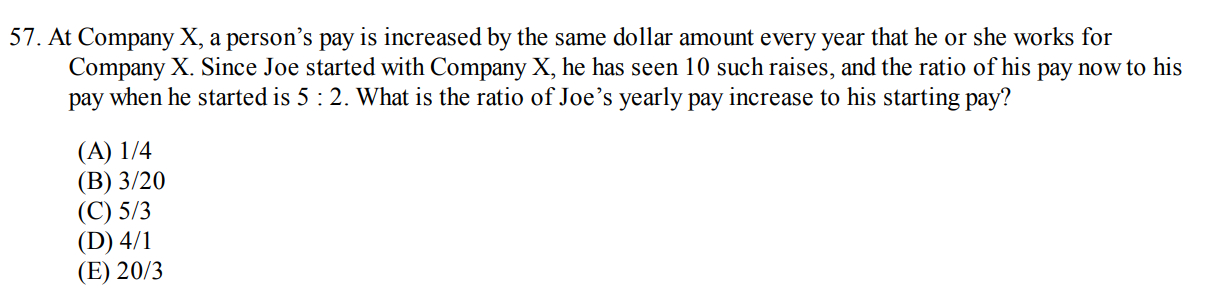 57. At Company X, a person’s pay is increased by the same dollar amount every year that he or she works for
Company X. Since Joe started with Company X, he has seen 10 such raises, and the ratio of his pay now to his
pay when he started is 5 : 2. What is the ratio of Joe’s yearly pay increase to his starting pay?
(A) 1/4
(B) 3/20
(C) 5/3
(D) 4/1
(E) 20/3